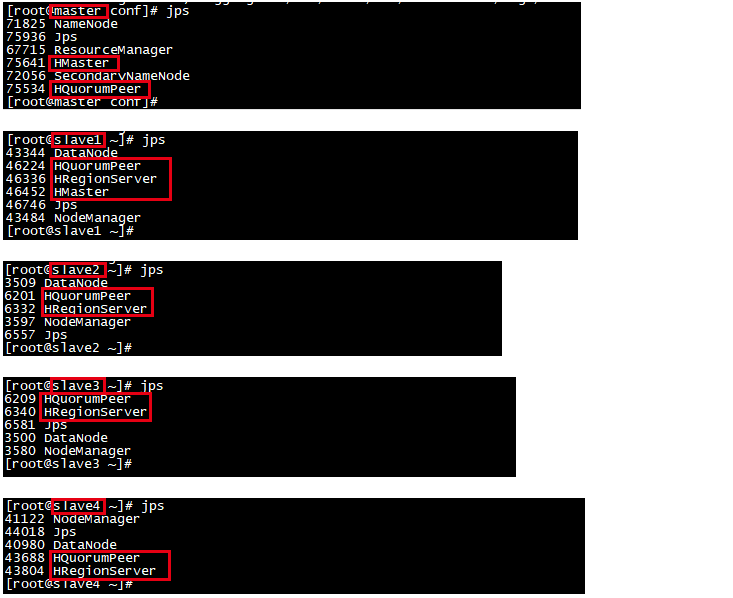 [root@master conf]# jps
71825 NameNode
75936 Jps
67715 ResourceManager
75641 HMaster
72056 SecondaryNameNode
75534 HQuorumPeer
[root@master conf]#
[root@slave1 ~]# jps
43344 DataNode
46224 HQuorumPeer
46336 HRegionServer
46452 HMaster
46746 Jps
43484 NodeManager
[root@slave1 ~]#
[root@slave2 ~]# jps
3509 DataNode
6201 HQuorumPeer
6332 HRegionServer
3597 NodeManager
6557 Jps
[root@slave2 ~]#
[root@slave3 ~]# jps
6209 HQuorumPeer
6340 HRegionServer
6581 Jps
3500 DataNode
3580 NodeManager
[root@slave3 ~]#
[root@slave4 ~]# jps
41122 NodeManager
44018 Jps
40980 DataNode
43688 HQuorumPeer
43804 HRegionServer
[root@slave4 ~]#